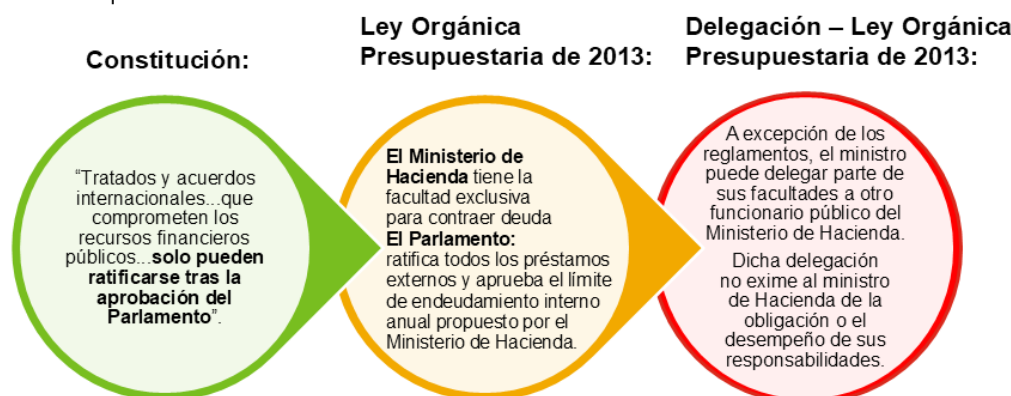 Constitución:
"Tratados y acuerdos
internacionales...que
comprometen los
recursos financieros
públicos...solo pueden
ratificarse tras la
aprobación del
Parlamento".
Ley Orgánica
Presupuestaria de 2013:
El Ministerio de
Hacienda tiene la
facultad exclusiva
para contraer deuda
El Parlamento:
ratifica todos los préstamos
externos y aprueba el límite
de endeudamiento interno
anual propuesto por el
Ministerio de Hacienda.
Delegación – Ley Orgánica
Presupuestaria de 2013:
A excepción de los
reglamentos, el ministro
puede delegar parte de
sus facultades a otro
funcionario público del
Ministerio de Hacienda.
Dicha delegación
no exime al ministro
de Hacienda de la
obligación o el
desempeño de sus
responsabilidades.